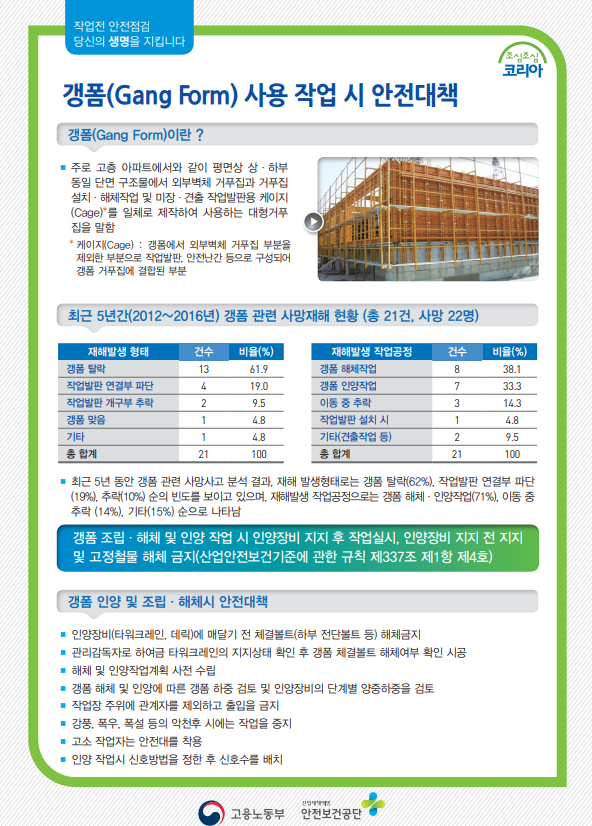 작업전 안전점검
당신의 생명을 지킵니다
조심조심
코리아
갱폼(Gang Form) 사용 작업 시 안전대책
갱폼(Gang Form)이란 ?
■ 주로 고층 아파트에서와 같이 평면상 상·하부
동일 단면 구조물에서 외부벽체 거푸집과 거푸집
설치·해체작업 및 미장·견출 작업발판용 케이지
(Cage)*를 일체로 제작하여 사용하는 대형거푸
집을 말함
* 케이지(Cage) : 갱폼에서 외부벽체 거푸집 부분을
제외한 부분으로 작업발판, 안전난간 등으로 구성되어
갱폼 거푸집에 결합된 부분
최근 5년간(2012~2016년) 갱폼 관련 사망재해 현황 (총 21건, 사망 22명)
재해발생 형태 건수 비율(%)
갱폼 탈락 13 61.9
작업발판 연결부 파단 4 19.0
작업발판 개구부 추락 2 9.5
갱폼 맞음 1 4.8
기타 1 4.8
총 합계 21 100
재해발생 작업공정 건수 비율(%)
갱폼 해체작업 8 38.1
갱폼 인양작업 7 33.3
이동 중 추락 3 14.3
작업발판 설치 시 1 4.8
기타(견출작업 등) 2 9.5
총 합계 21 100
■ 최근 5년 동안 갱폼 관련 사망사고 분석 결과, 재해 발생형태로는 갱폼 탈락(62%), 작업발판 연결부 파단
(19%), 추락(10%) 순의 빈도를 보이고 있으며, 재해발생 작업공정으로는 갱폼 해체·인양작업(71%), 이동 중
추락 (14%), 기타(15%) 순으로 나타남
갱폼 조립·해체 및 인양 작업 시 인양장비 지지 후 작업실시, 인양장비 지지 전 지지
및 고정철물 해체 금지(산업안전보건기준에 관한 규칙 제337조 제1항 제4호)
갱폼 인양 및 조립·해체시 안전대책
■ 인양장비(타워크레인, 데릭)에 매달기 전 체결볼트(하부 전단볼트 등) 해체금지
■ 관리감독자로 하여금 타워크레인의 지지상태 확인 후 갱폼 체결볼트 해체여부 확인 시공
■ 해체 및 인양작업계획 사전 수립
■ 갱폼 해체 및 인양에 따른 갱폼 하중 검토 및 인양장비의 단계별 양중하중을 검토
■ 작업장 주위에 관계자를 제외하고 출입을 금지
■ 강풍, 폭우, 폭설 등의 악천후 시에는 작업을 중지
■ 고소 작업자는 안전대를 착용
■ 인양 작업시 신호방법을 정한 후 신호수를 배치
고용노동부
산업재해예방
안전보건공단